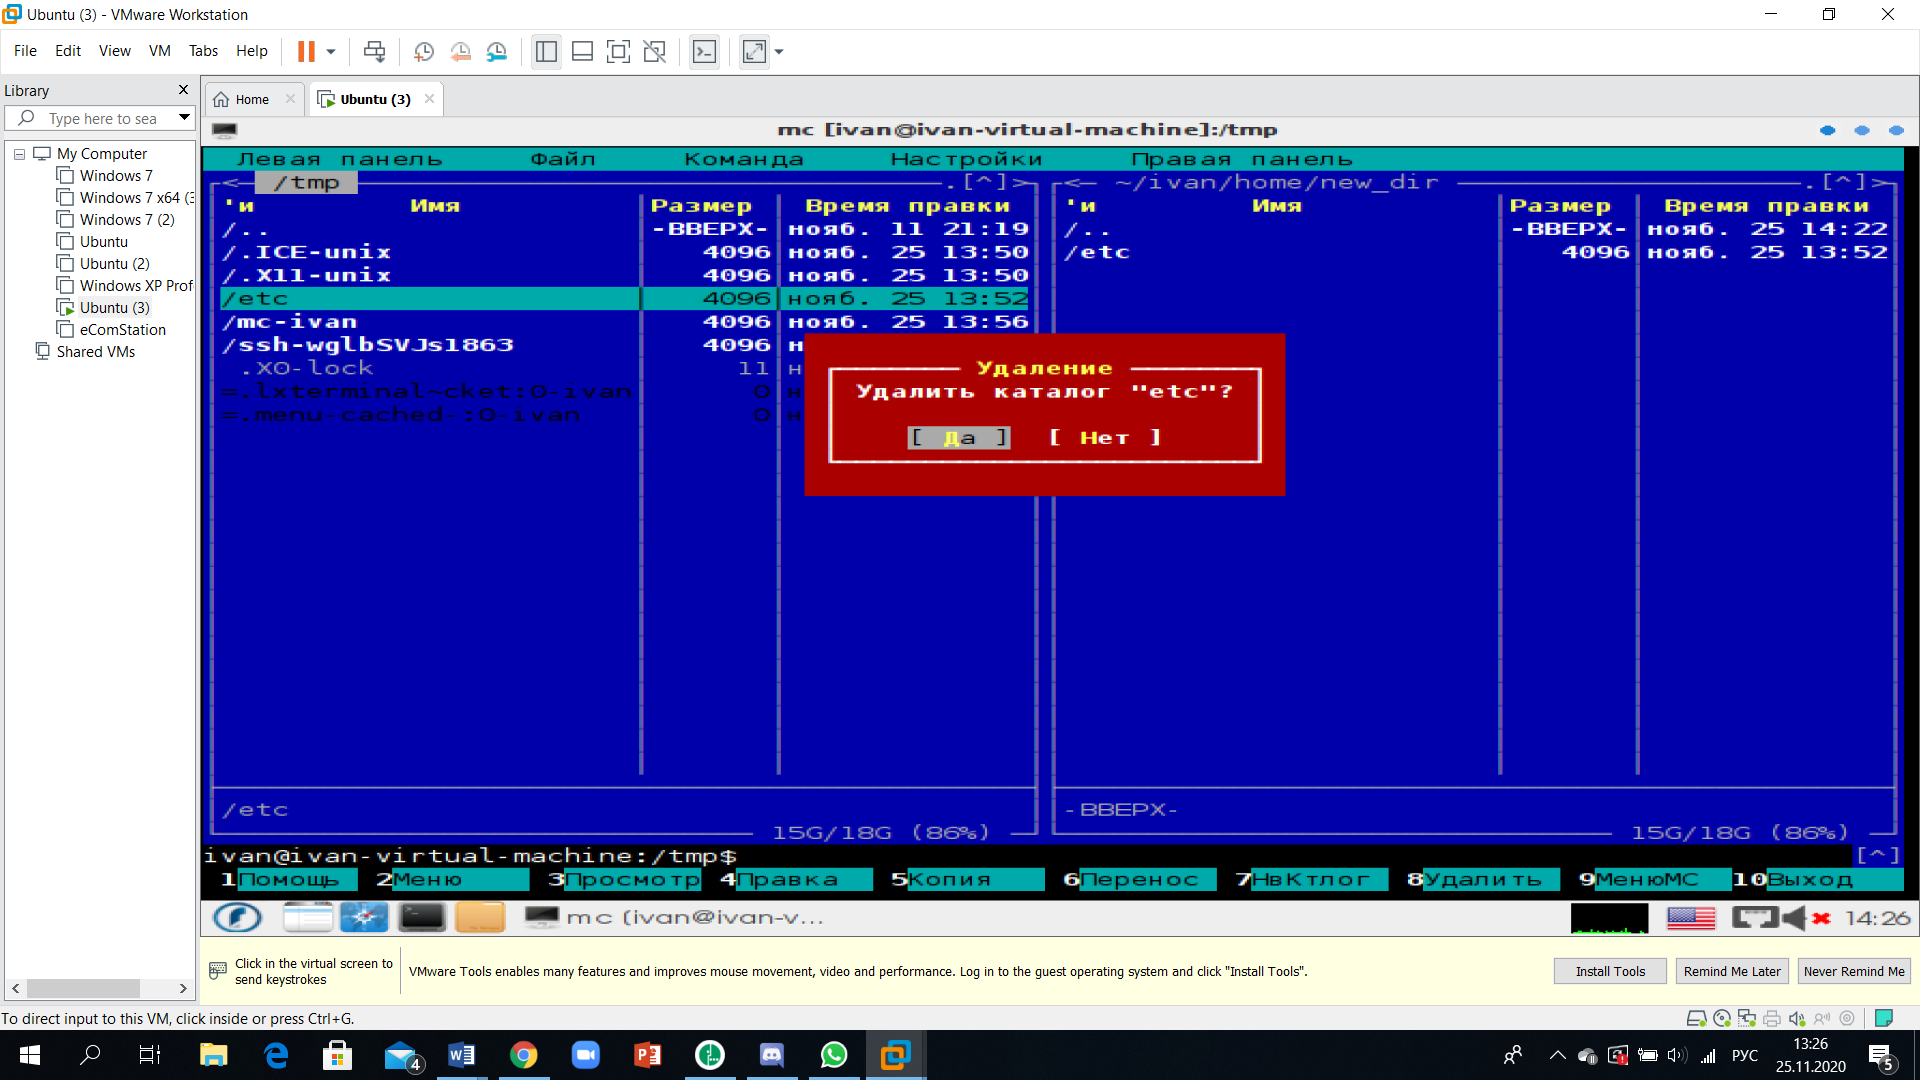 Ubuntu (3) - VMware Workstation
File Edit View VM Tabs Help
Library
Type here to sea
My Computer
Windows 7
Windows 7 x64 (3
Windows 7 (2)
Ubuntu
Ubuntu (2)
Windows XP Prof
Ubuntu (3)
eComStation
Shared VMs
Home Ubuntu (3)
mc [ivan@ivan-virtual-machine]:/tmp
Левая панель Файл Команда Настройки Правая панель
<— /tmp .[^]> <— ~/ivan/home/new_dir .[^]>
'и Имя Размер Время правки 'и Имя Размер Время правки
/.. -ВВЕРХ- нояб. 11 21:19 /.. -ВВЕРХ- нояб. 25 14:22
/.ICE-unix 4096 нояб. 25 13:50 /etc 4096 нояб. 25 13:52
/.X11-unix 4096 нояб. 25 13:50
/etc 4096 нояб. 25 13:52
/mc-ivan 4096 нояб. 25 13:56
/ssh-wglbSVJs1863 4096 н
.X0-lock 11 н
=.lxterminal~cket:0-ivan 0 н
=.menu-cached-:0-ivan 0 н
Удаление
Удалить каталог "etc"?
[ Да ] [ Нет ]
/etc -ВВЕРХ-
15G/18G (86%) 15G/18G (86%)
ivan@ivan-virtual-machine:/tmp$ [^]
1Помощь 2Меню 3Просмотр 4Правка 5Копия 6Перенос 7НвКтлог 8Удалить 9МенюМС 10Выход
mc (ivan@ivan-v... 14:26
Click in the virtual screen to
send keystrokes
VMware Tools enables many features and improves mouse movement, video and performance. Log in to the guest operating system and click "Install Tools".
Install Tools Remind Me Later Never Remind Me
To direct input to this VM, click inside or press Ctrl+G.
4
РУС
13:26
25.11.2020
5